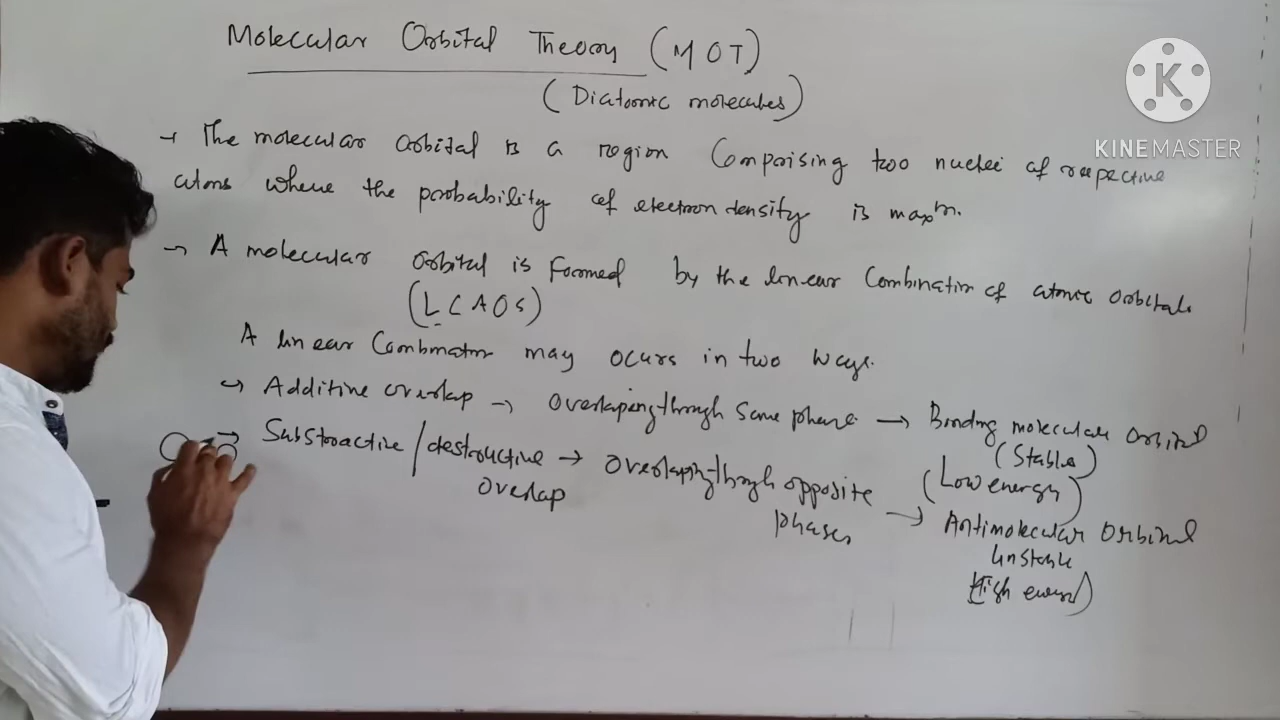 Molecular Orbital Theory (MOT)
(Diatomic molecules)
K
KINEMASTER
→ The molecular orbital is a region Comprising two nuclei of respective
atoms where the probability of electron density is maxm.
→ A molecular orbital is formed by the linear Combination of atomic orbitals
(LCAOs)
A linear Combination may occurs in two ways.
→ Additive overlap → Overlaping through same phase → Bonding molecular orbital
(Stable)
(Low energy)
→ Substractive / destructive overlap → Overlaping through opposite phases → Antimolecular Orbital
Unstable
High energy)